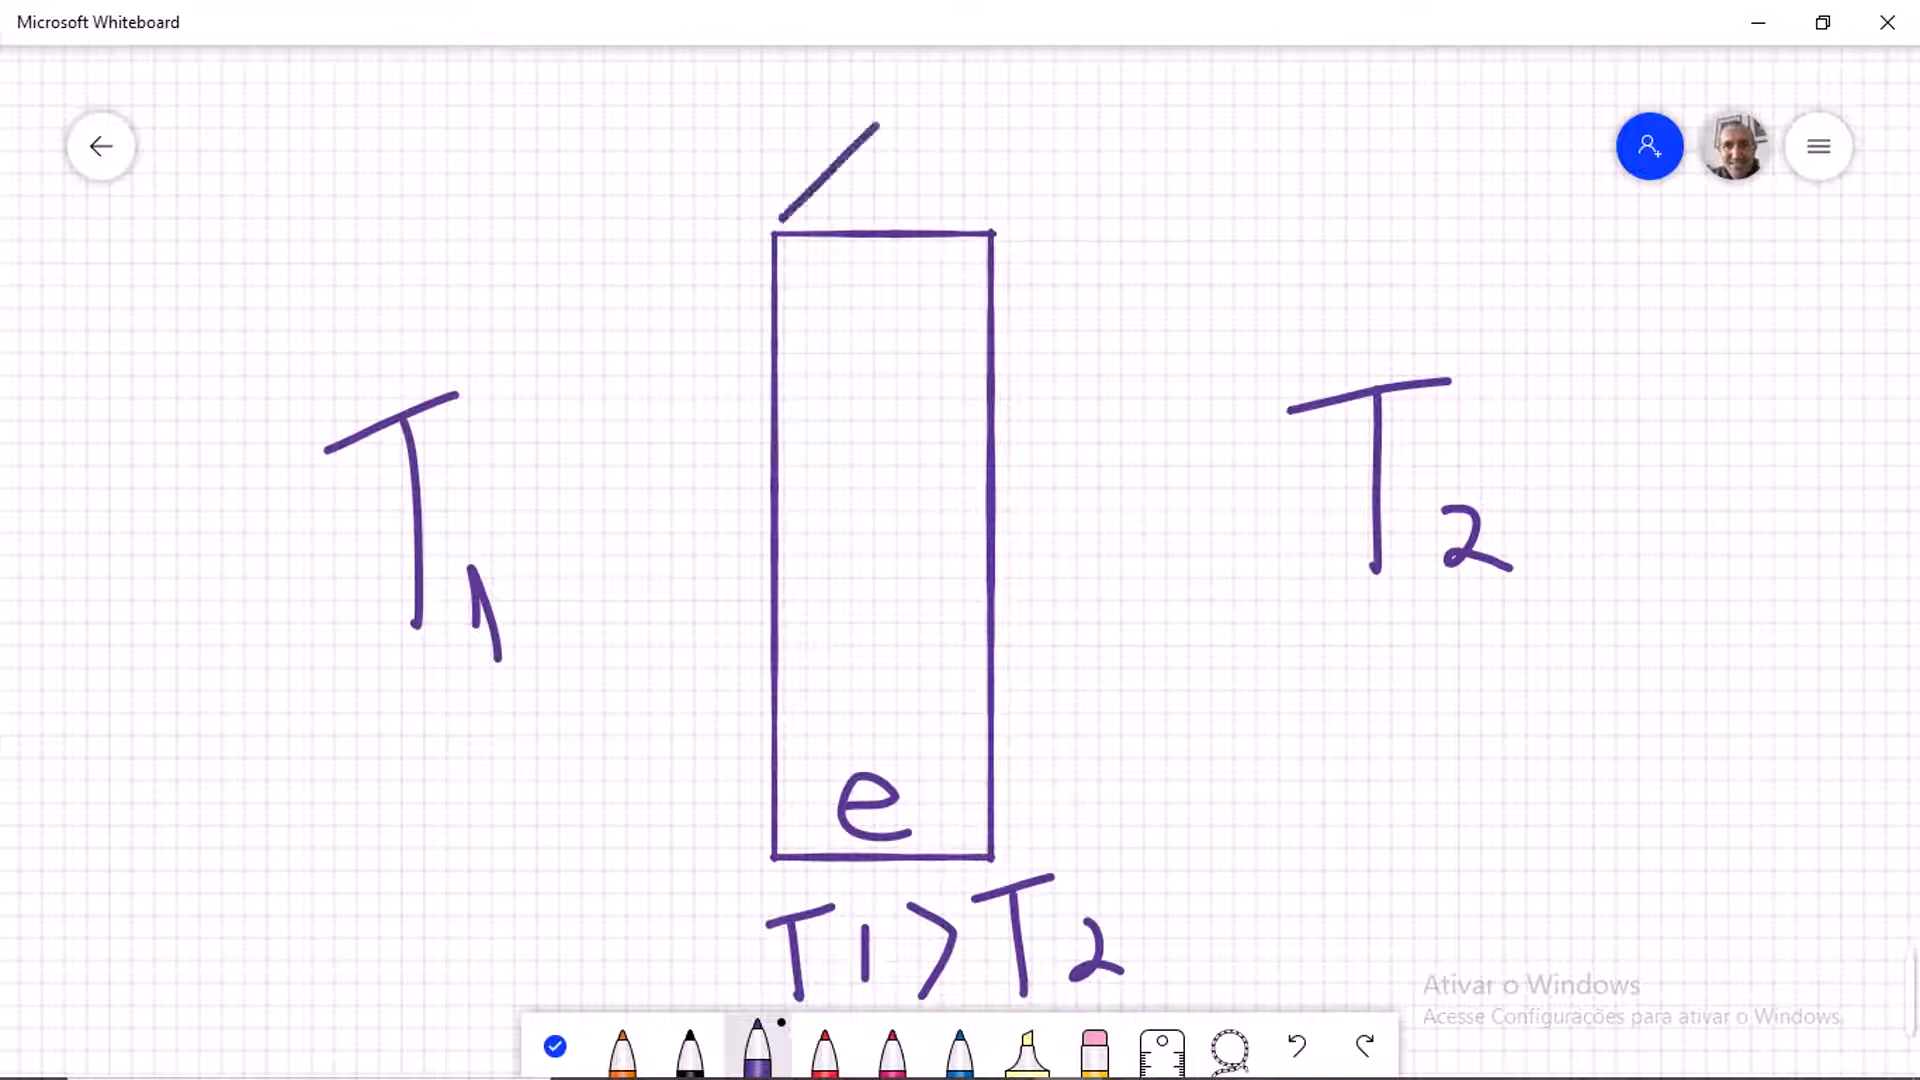 Microsoft Whiteboard
T1
T2
e
T1>T2
Ativar o Windows
Acesse Configurações para ativar o Windows.